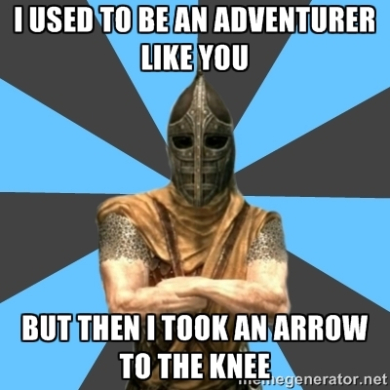 I USED TO BE AN ADVENTURER
LIKE YOU
BUT THEN I TOOK AN ARROW
TO THE KNEE
memegenerator.net